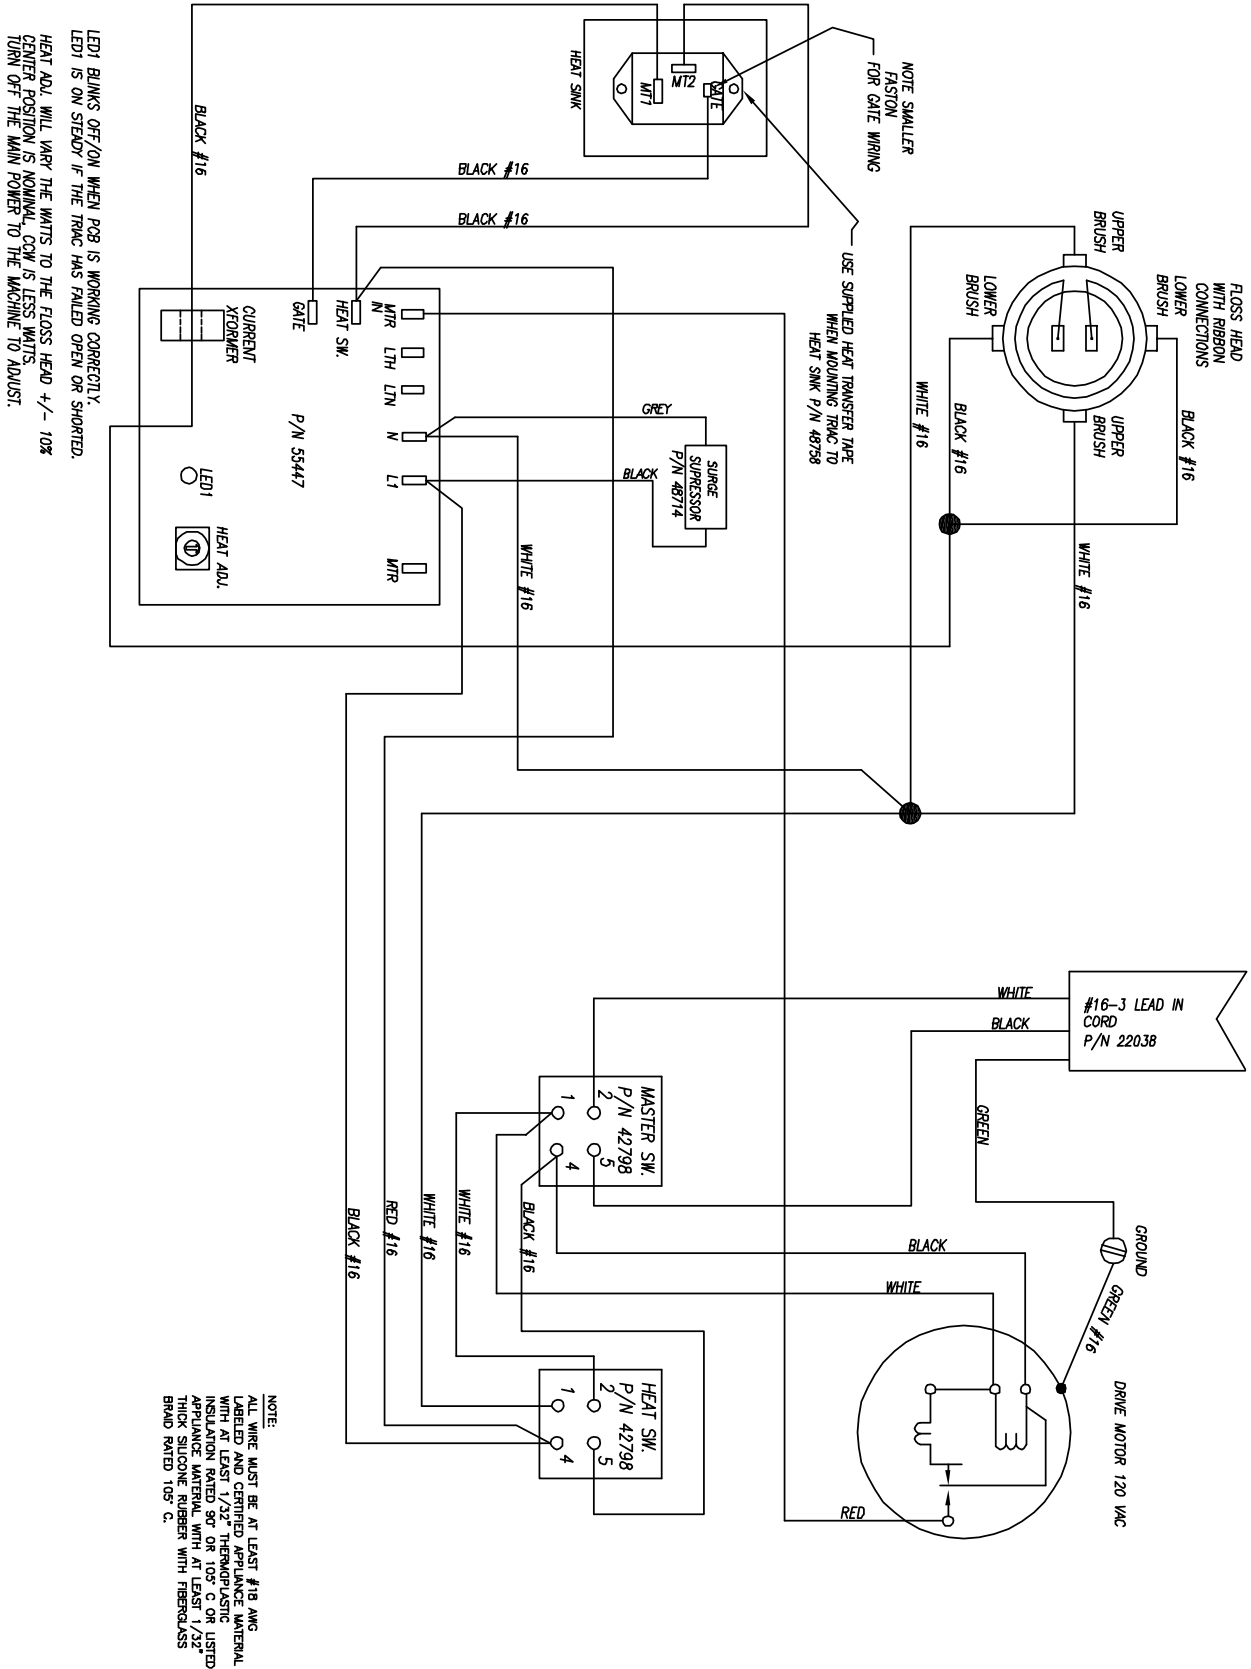 FLOSS HEAD
WITH RIBBON
CONNECTIONS
UPPER
BRUSH
LOWER
BRUSH
LOWER
BRUSH
UPPER
BRUSH
BLACK #16
BLACK #16
WHITE #16
WHITE #16
NOTE SMALLER
FASTON
FOR GATE WIRING
USE SUPPLIED HEAT TRANSFER TAPE
WHEN MOUNTING TRIAC TO
HEAT SINK P/N 48758
HEAT SINK
MT1
MT2
GATE
BLACK #16
BLACK #16
BLACK #16
SURGE
SUPRESSOR
P/N 48714
GREY
BLACK
WHITE #16
GATE
HEAT SW.
MTR
IN
LTH
LTN
N
L1
MTR
CURRENT
XFORMER
P/N 55447
LED1
HEAT ADJ.
LED1 BLINKS OFF/ON WHEN PCB IS WORKING CORRECTLY.
LED1 IS ON STEADY IF THE TRIAC HAS FAILED OPEN OR SHORTED.
HEAT ADJ. WILL VARY THE WATTS TO THE FLOSS HEAD +/- 10%
CENTER POSITION IS NOMINAL, CCW IS LESS WATTS.
TURN OFF THE MAIN POWER TO THE MACHINE TO ADJUST.
#16-3 LEAD IN
CORD
P/N 22038
WHITE
BLACK
GREEN
GROUND
GREEN #16
DRIVE MOTOR 120 VAC
MASTER SW.
P/N 42798
2
5
1
4
BLACK
WHITE
BLACK #16
WHITE #16
WHITE #16
RED #16
BLACK #16
HEAT SW.
P/N 42798
2
5
1
4
RED
NOTE:
ALL WIRE MUST BE AT LEAST #18 AWG
LABELED AND CERTIFIED APPLIANCE MATERIAL
WITH AT LEAST 1/32" THERMOPLASTIC
INSULATION RATED 90° OR 105° C OR LISTED
APPLIANCE MATERIAL WITH AT LEAST 1/32"
THICK SILICONE RUBBER WITH FIBERGLASS
BRAID RATED 105° C.